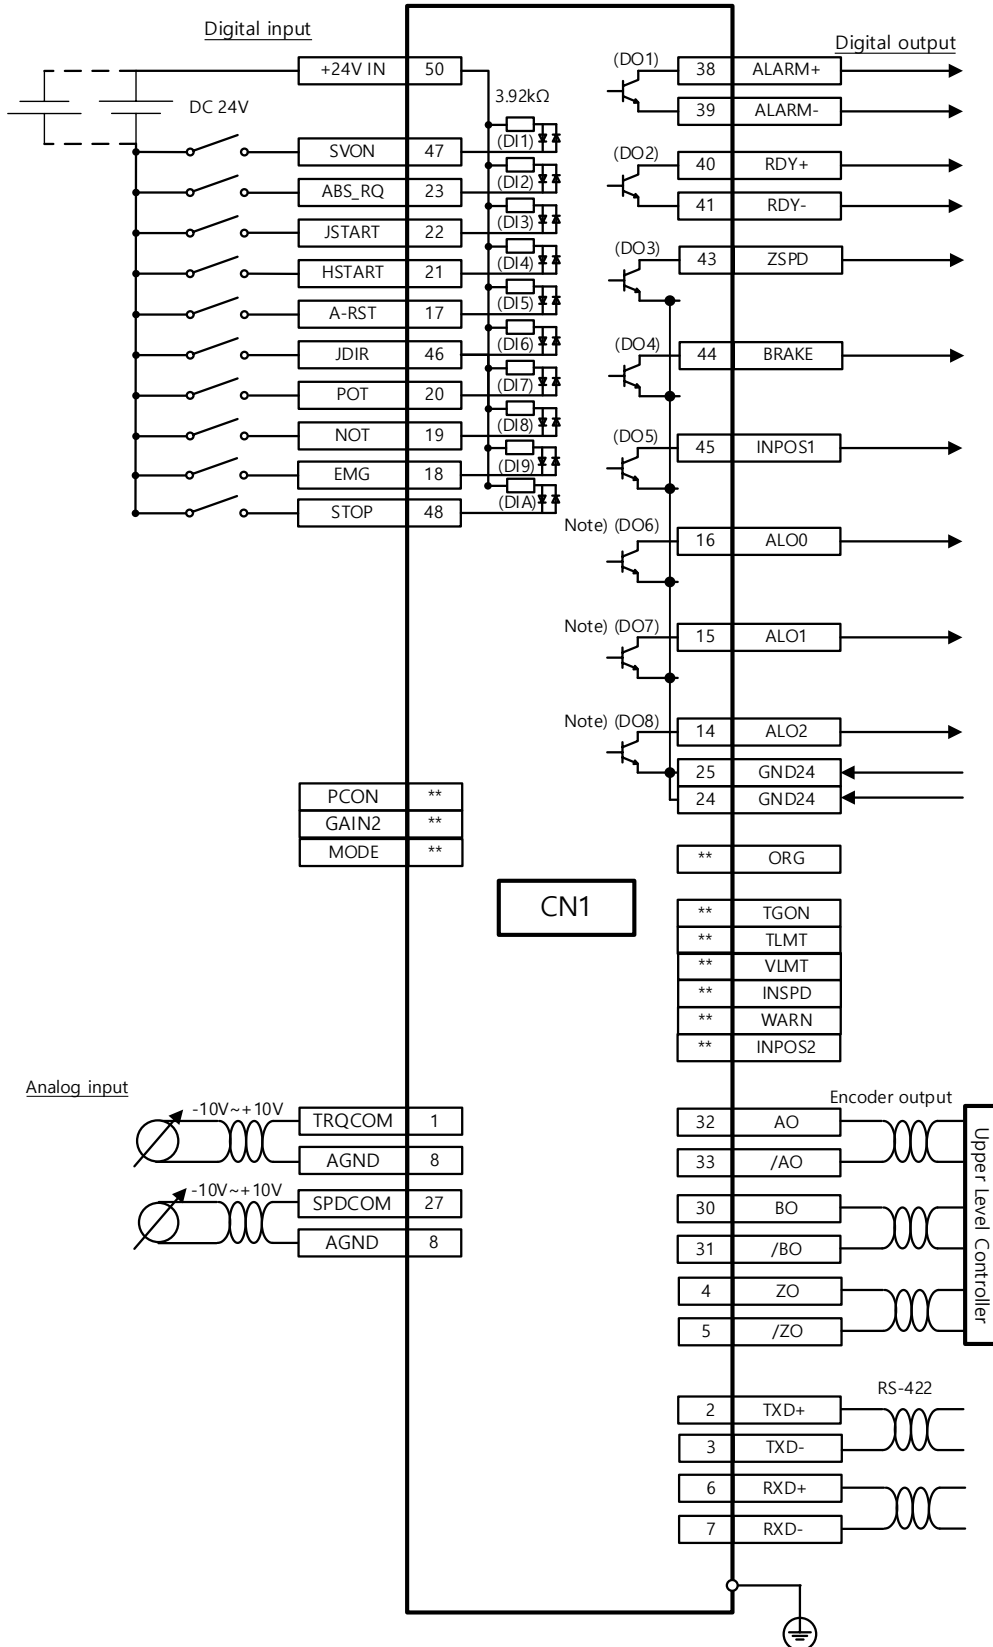 Digital input
+24V IN 50
DC 24V
3.92kΩ
SVON 47 (DI1)
ABS_RQ 23 (DI2)
JSTART 22 (DI3)
HSTART 21 (DI4)
A-RST 17 (DI5)
JDIR 46 (DI6)
POT 20 (DI7)
NOT 19 (DI8)
EMG 18 (DI9)
STOP 48 (DIA)
PCON **
GAIN2 **
MODE **
CN1
Analog input
-10V~+10V
TRQCOM 1
AGND 8
-10V~+10V
SPDCOM 27
AGND 8
Digital output
(DO1) 38 ALARM+
39 ALARM-
(DO2) 40 RDY+
41 RDY-
(DO3) 43 ZSPD
(DO4) 44 BRAKE
(DO5) 45 INPOS1
Note) (DO6) 16 ALO0
Note) (DO7) 15 ALO1
Note) (DO8) 14 ALO2
25 GND24
24 GND24
** ORG
** TGON
** TLMT
** VLMT
** INSPD
** WARN
** INPOS2
Encoder output
32 AO
33 /AO
30 BO
31 /BO
4 ZO
5 /ZO
Upper Level Controller
RS-422
2 TXD+
3 TXD-
6 RXD+
7 RXD-